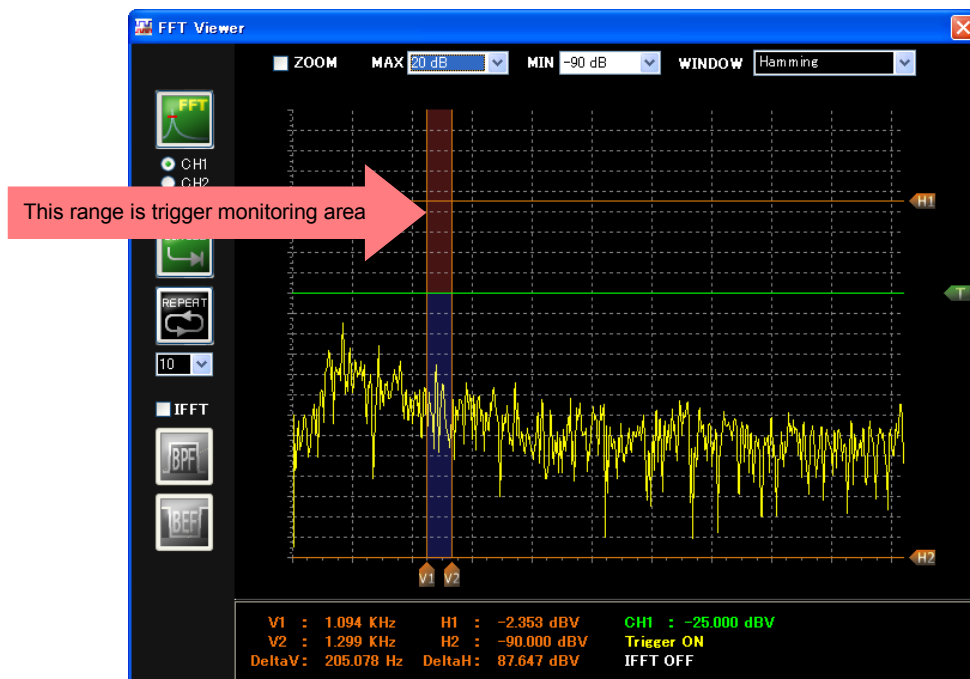 FFT Viewer
ZOOM MAX 20 dB MIN -90 dB WINDOW Hamming
FFT
CH1
CH2
This range is trigger monitoring area
H1
T
REPEAT
10
IFFT
BPF
BEF
H2
V1 V2
V1 : 1.094 KHz H1 : -2.353 dBV CH1 : -25.000 dBV
V2 : 1.299 KHz H2 : -90.000 dBV Trigger ON
DeltaV : 205.078 Hz DeltaH : 87.647 dBV IFFT OFF